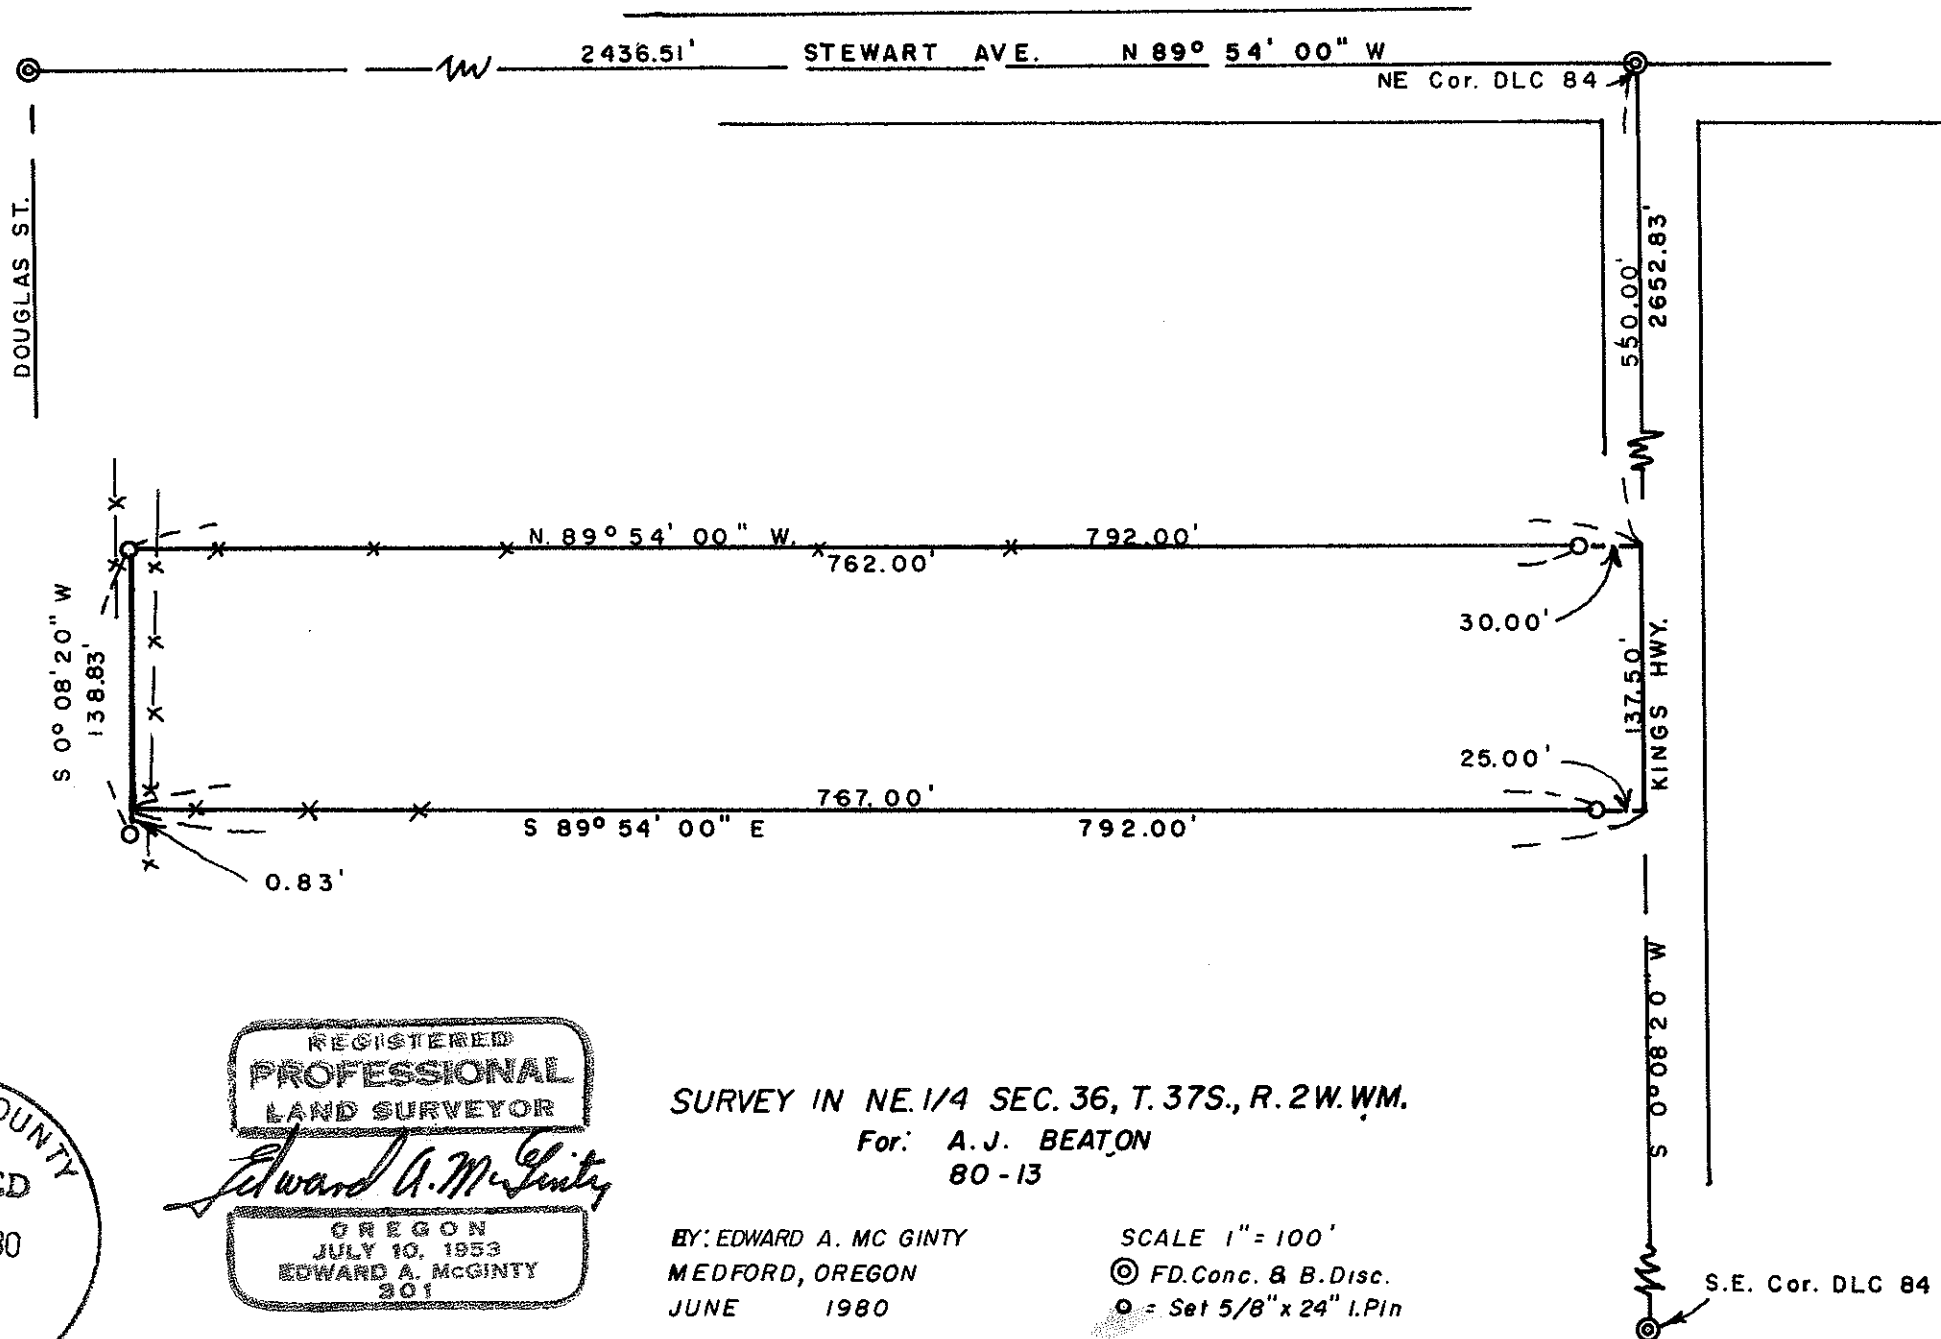 2436.51' STEWART AVE. N 89° 54' 00" W
NE Cor. DLC 84
DOUGLAS ST.
550.00'
2652.83'
N. 89° 54' 00" W. 792.00'
762.00'
30.00'
S 0° 08' 20" W
138.83'
137.50'
KINGS HWY.
25.00'
767.00'
S 89° 54' 00" E 792.00'
0.83'
S 0° 08' 20" W
REGISTERED
PROFESSIONAL
LAND SURVEYOR
Edward A. McGinty
OREGON
JULY 10, 1953
EDWARD A. McGINTY
301
SURVEY IN NE. 1/4 SEC. 36, T. 37S., R. 2W. WM.
For: A. J. BEATON
80-13
BY: EDWARD A. MC GINTY
MEDFORD, OREGON
JUNE 1980
SCALE 1" = 100'
FD. Conc. & B. Disc.
= Set 5/8" x 24" I. Pin
S.E. Cor. DLC 84